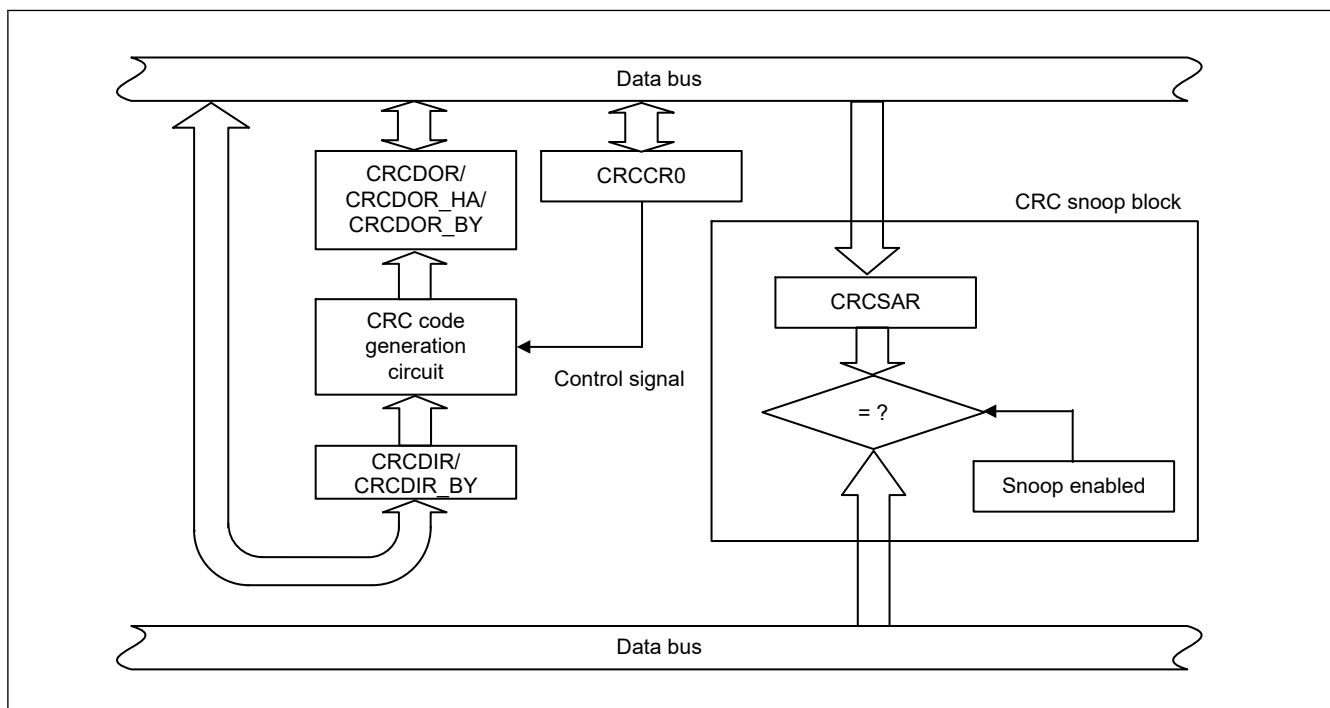 Data bus
CRCDOR/
CRCDOR_HA/
CRCDOR_BY
CRCCR0
CRC snoop block
CRCSAR
CRC code
generation
circuit
Control signal
= ?
CRCDIR/
CRCDIR_BY
Snoop enabled
Data bus